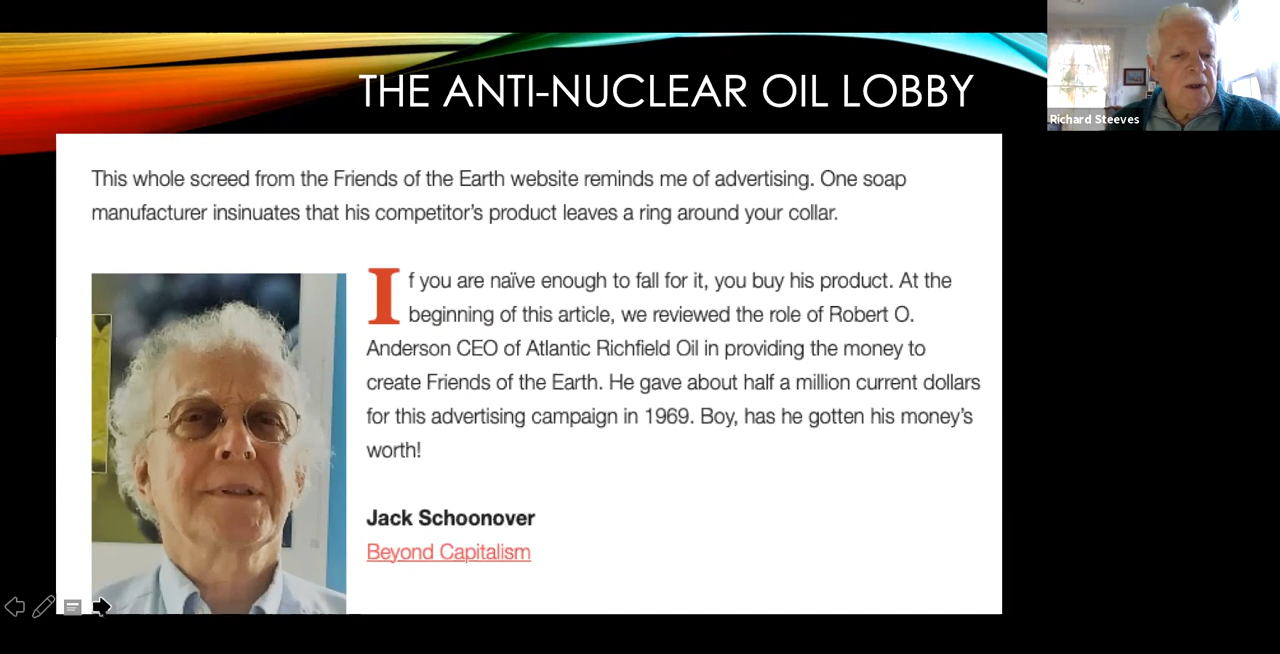 THE ANTI-NUCLEAR OIL LOBBY
Richard Steeves
This whole screed from the Friends of the Earth website reminds me of advertising. One soap
manufacturer insinuates that his competitor's product leaves a ring around your collar.
If you are naïve enough to fall for it, you buy his product. At the
beginning of this article, we reviewed the role of Robert O.
Anderson CEO of Atlantic Richfield Oil in providing the money to
create Friends of the Earth. He gave about half a million current dollars
for this advertising campaign in 1969. Boy, has he gotten his money's
worth!
Jack Schoonover
Beyond Capitalism